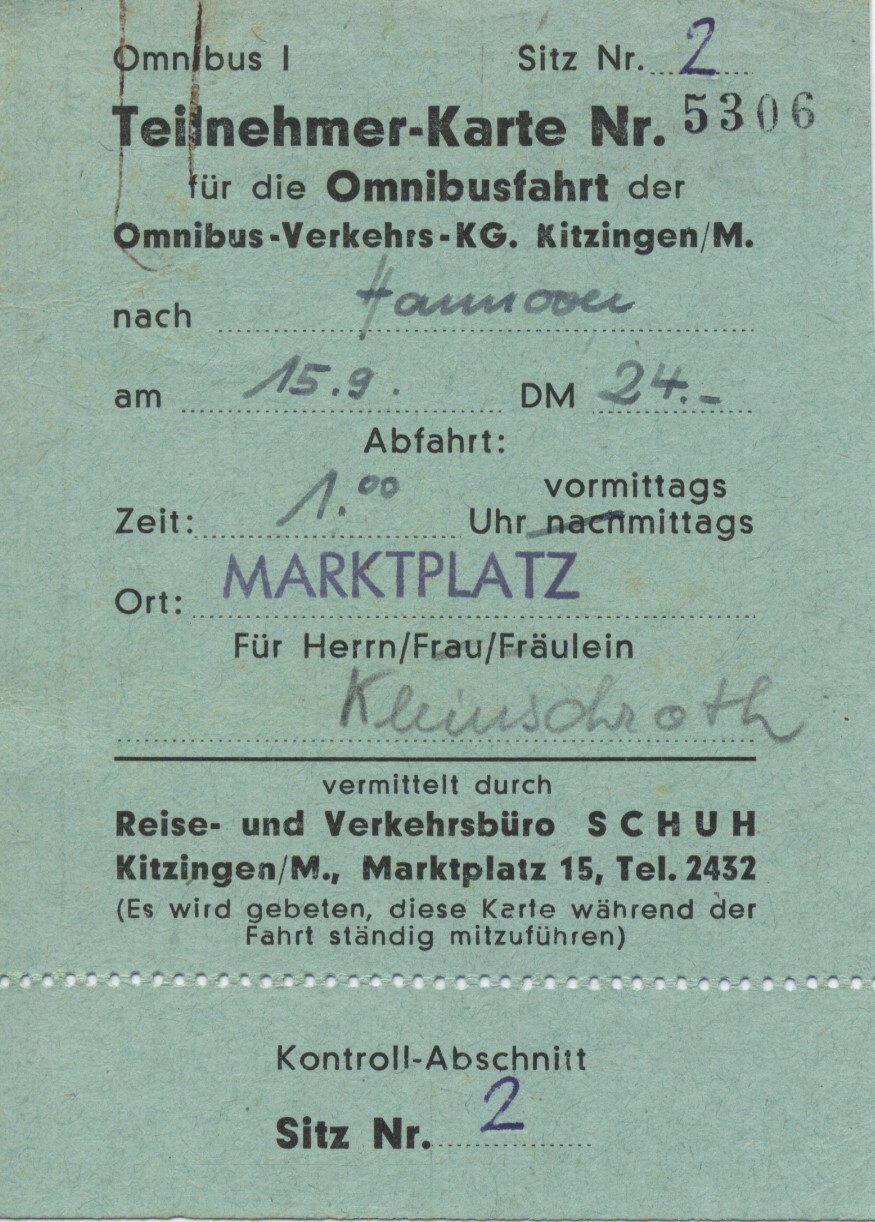 Omnibus I Sitz Nr. 2
Teilnehmer-Karte Nr. 5306
für die Omnibusfahrt der
Omnibus-Verkehrs-KG. Kitzingen/M.
nach Hannover
am 15.9. DM 24.-
Abfahrt:
vormittags
Zeit: 1.00 Uhr nachmittags
Ort: MARKTPLATZ
Für Herrn/Frau/Fräulein
Kleinschroth
vermittelt durch
Reise- und Verkehrsbüro SCHUH
Kitzingen/M., Marktplatz 15, Tel. 2432
(Es wird gebeten, diese Karte während der
Fahrt ständig mitzuführen)
Kontroll-Abschnitt
Sitz Nr. 2